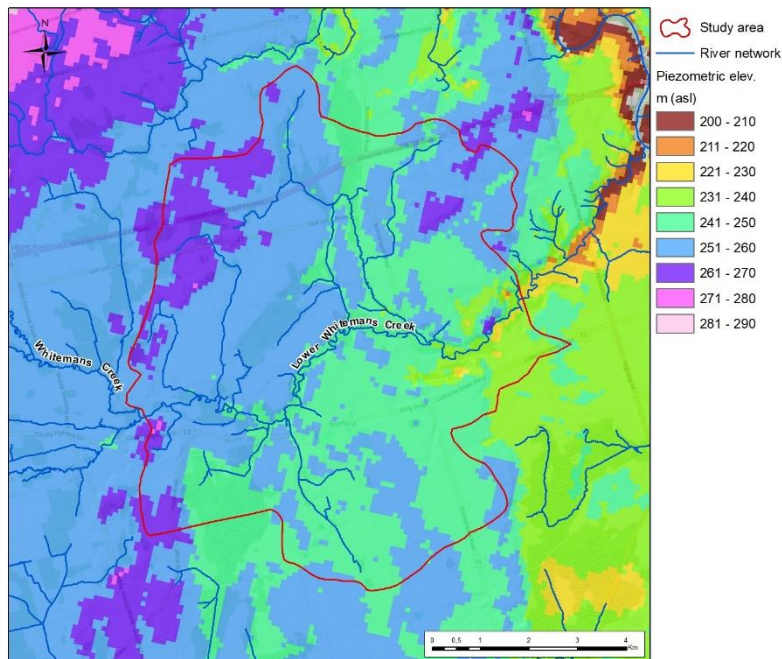 N
Study area
River network
Piezometric elev.
m (asl)
200 - 210
211 - 220
221 - 230
231 - 240
241 - 250
251 - 260
261 - 270
271 - 280
281 - 290
Whitemans Creek
Lower Whitemans Creek
0 0,5 1 2 3 4
Km